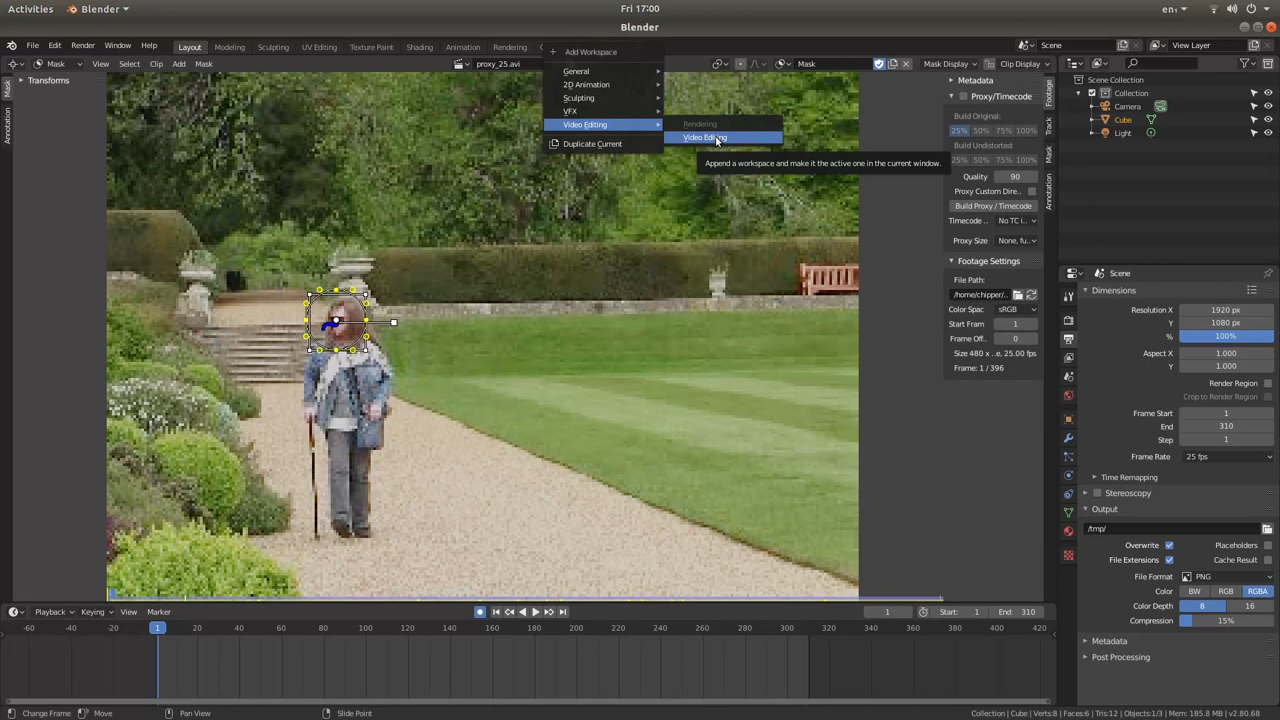 Activities Blender Fri 17:00 en₁
Blender
File Edit Render Window Help Layout Modeling Sculpting UV Editing Texture Paint Shading Animation Rendering Scene View Layer
Mask View Select Clip Add Mask proxy_25.avi Mask Mask Display Clip Display
Add Workspace
General
2D Animation
Sculpting
VFX
Video Editing
Duplicate Current
Rendering
Video Editing
Append a workspace and make it the active one in the current window.
Transforms
Mask
Annotation
Metadata
Proxy/Timecode
Build Original:
25% 50% 75% 100%
Build Undistorted:
25% 50% 75% 100%
Quality 90
Proxy Custom Dire..
Build Proxy / Timecode
Timecode .. No TC i..
Proxy Size None, fu..
Footage Settings
File Path:
/home/chipper/..
Color Spac sRGB
Start Fram 1
Frame Off.. 0
Size 480 x ..e, 25.00 fps
Frame: 1 / 396
Footage
Track
Mask
Annotation
Scene Collection
Collection
Camera
Cube
Light
Scene
Dimensions
Resolution X 1920 px
Y 1080 px
% 100%
Aspect X 1.000
Y 1.000
Render Region
Crop to Render Region
Frame Start 1
End 310
Step 1
Frame Rate 25 fps
Time Remapping
Stereoscopy
Output
/tmp/
Overwrite Placeholders
File Extensions Cache Result
File Format PNG
Color BW RGB RGBA
Color Depth 8 16
Compression 15%
Metadata
Post Processing
Playback Keying View Marker 1 Start: 1 End: 310
-60 -40 -20 1 20 40 60 80 100 120 140 160 180 200 220 240 260 280 300 320 340 360 380 400 420
Change Frame Move Pan View Slide Point Collection | Cube | Verts:8 | Faces:6 | Tris:12 | Objects:1/3 | Mem: 185.8 MB | v2.80.68